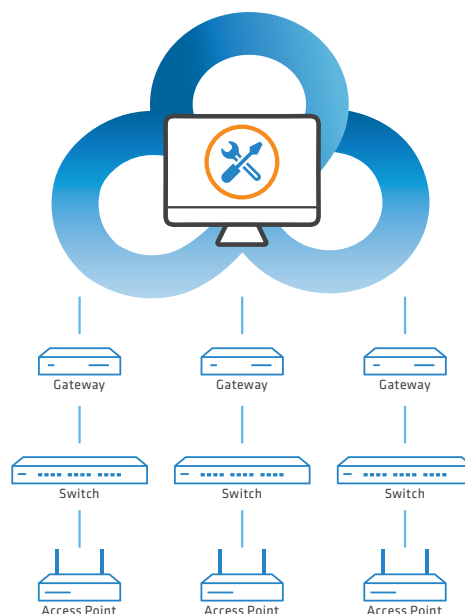 Gateway Gateway Gateway
Switch Switch Switch
Access Point Access Point Access Point